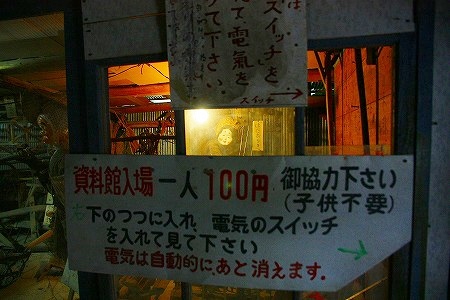 は
スイッチを
て電気を
て下さい、
スイッチ→
資料館入場 一人100円 御協力下さい
(子供不要)
下のつつに入れ、電気のスイッチ
を入れて見て下さい
電気は自動的にあと消えます.